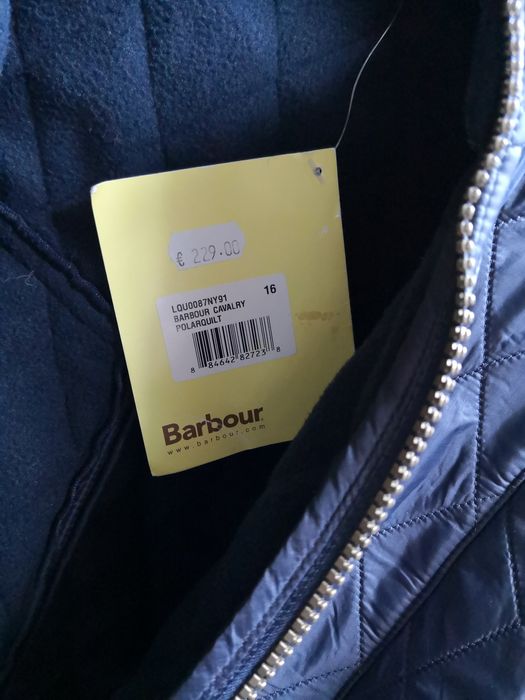 € 229.00
LQU0087NY91 16
BARBOUR CAVALRY
POLARQUILT
8 84642 82723 8
Barbour
www.barbour.com